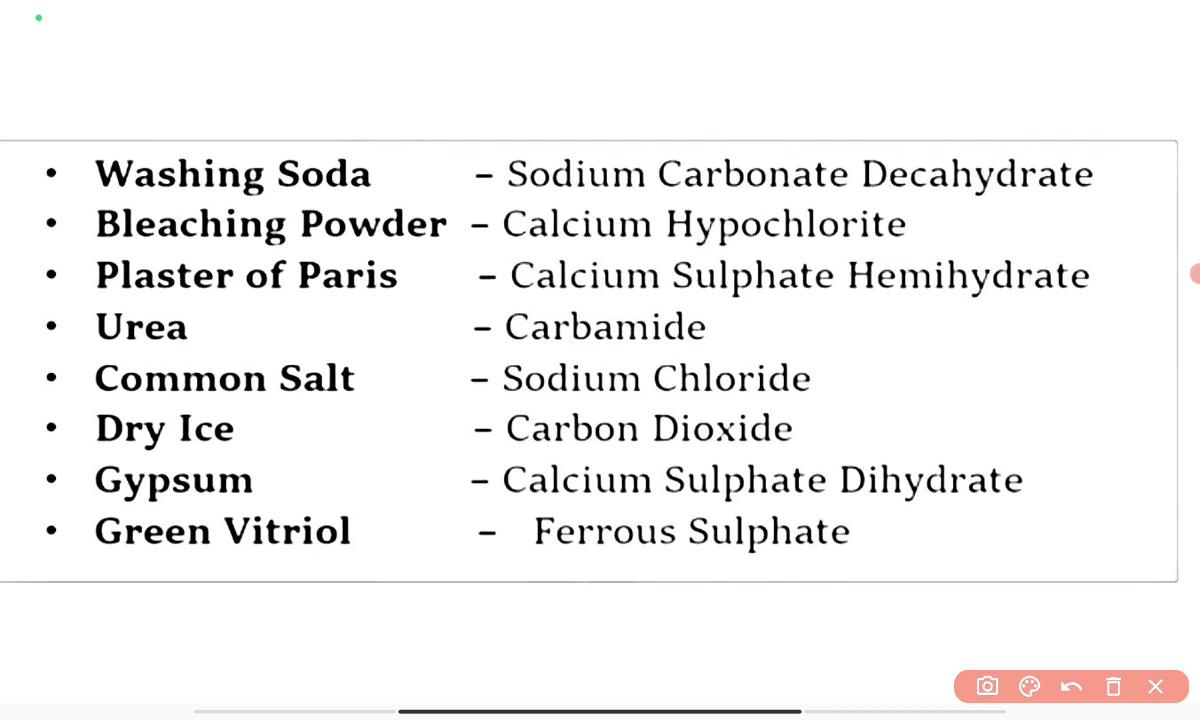 • Washing Soda – Sodium Carbonate Decahydrate
• Bleaching Powder – Calcium Hypochlorite
• Plaster of Paris – Calcium Sulphate Hemihydrate
• Urea – Carbamide
• Common Salt – Sodium Chloride
• Dry Ice – Carbon Dioxide
• Gypsum – Calcium Sulphate Dihydrate
• Green Vitriol – Ferrous Sulphate